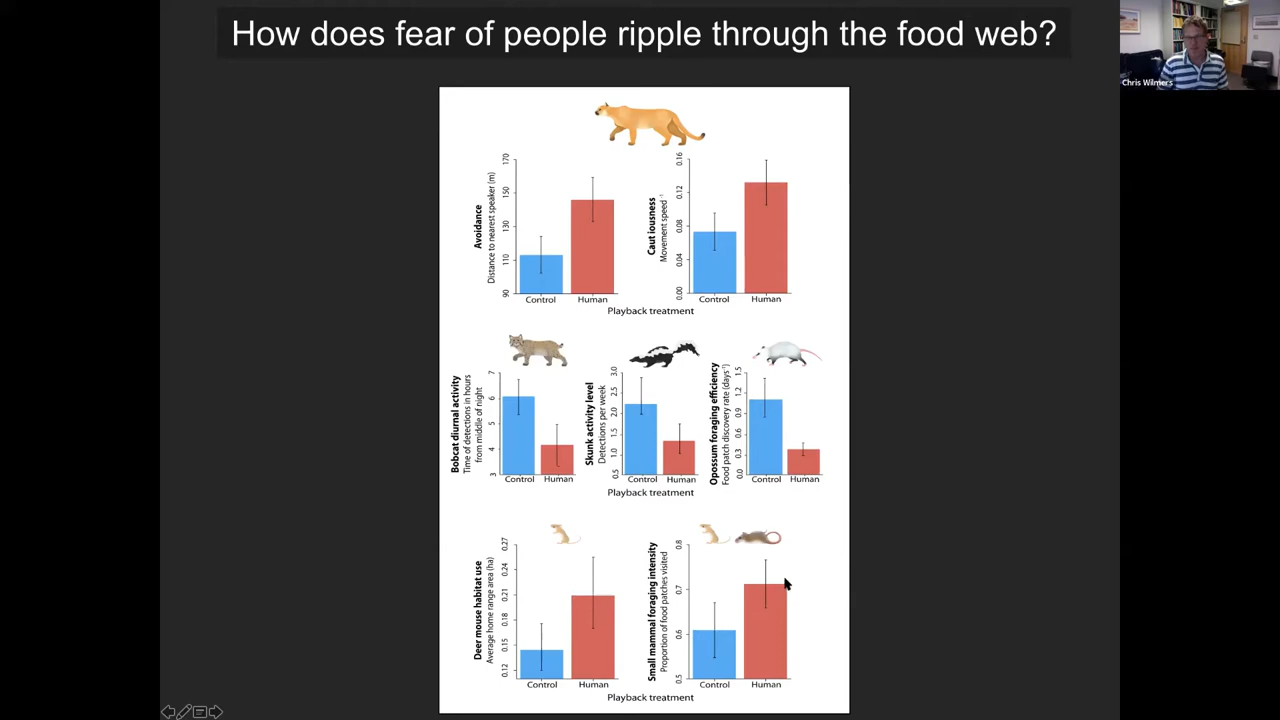 How does fear of people ripple through the food web?
Chris Wilmers
Avoidance
Distance to nearest speaker (m)
90 110 130 150 170
Control Human
Caut iousness
Movement speed⁻¹
0.00 0.04 0.08 0.12 0.16
Control Human
Playback treatment
Bobcat diurnal activity
Time of detections in hours
from middle of night
3 4 5 6 7
Control Human
Skunk activity level
Detections per week
0.5 1.0 1.5 2.0 2.5 3.0
Control Human
Opossum foraging efficiency
Food patch discovery rate (days⁻¹)
0.0 0.3 0.6 0.9 1.2 1.5
Control Human
Playback treatment
Deer mouse habitat use
Average home range area (ha)
0.12 0.15 0.18 0.21 0.24 0.27
Control Human
Small mammal foraging intensity
Proportion of food patches visited
0.5 0.6 0.7 0.8
Control Human
Playback treatment